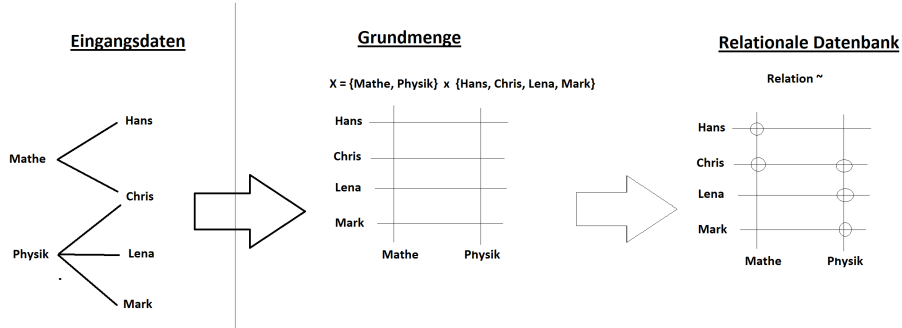 Eingangsdaten
Mathe
Physik
Hans
Chris
Lena
Mark
Grundmenge
X = {Mathe, Physik} x {Hans, Chris, Lena, Mark}
Hans
Chris
Lena
Mark
Mathe Physik
Relationale Datenbank
Relation ~
Hans
Chris
Lena
Mark
Mathe Physik